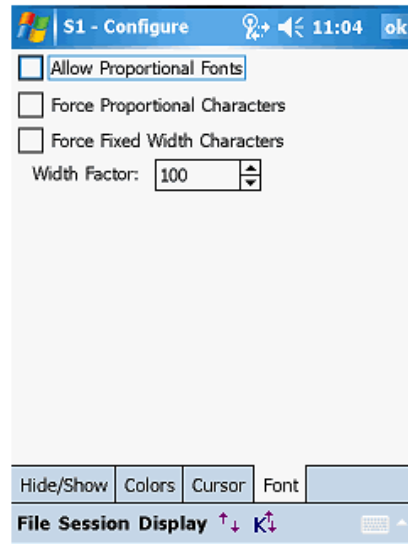 S1 - Configure 11:04 ok
Allow Proportional Fonts
Force Proportional Characters
Force Fixed Width Characters
Width Factor: 100
Hide/Show Colors Cursor Font
File Session Display K